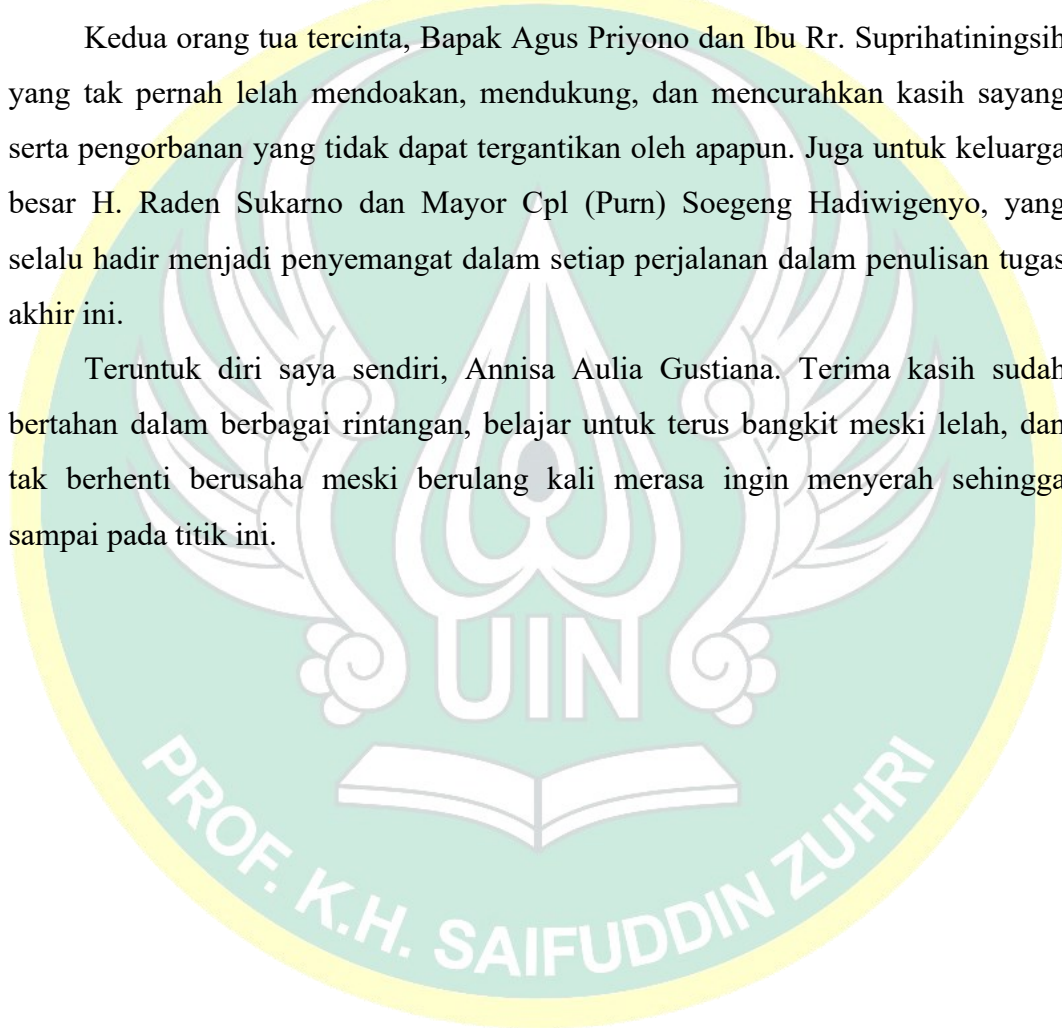 Kedua orang tua tercinta, Bapak Agus Priyono dan Ibu Rr. Suprihatiningsih
yang tak pernah lelah mendoakan, mendukung, dan mencurahkan kasih sayang
serta pengorbanan yang tidak dapat tergantikan oleh apapun. Juga untuk keluarga
besar H. Raden Sukarno dan Mayor Cpl (Purn) Soegeng Hadiwigenyo, yang
selalu hadir menjadi penyemangat dalam setiap perjalanan dalam penulisan tugas
akhir ini.
Teruntuk diri saya sendiri, Annisa Aulia Gustiana. Terima kasih sudah
bertahan dalam berbagai rintangan, belajar untuk terus bangkit meski lelah, dan
tak berhenti berusaha meski berulang kali merasa ingin menyerah sehingga
sampai pada titik ini.
UIN
PROF. K.H. SAIFUDDIN ZUHRI